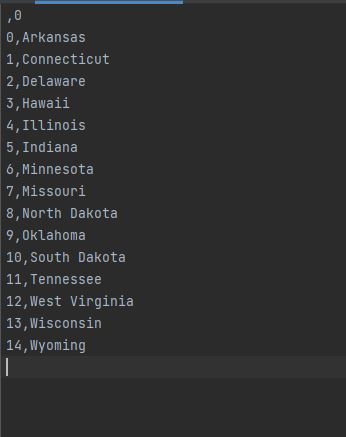 ,0
0,Arkansas
1,Connecticut
2,Delaware
3,Hawaii
4,Illinois
5,Indiana
6,Minnesota
7,Missouri
8,North Dakota
9,Oklahoma
10,South Dakota
11,Tennessee
12,West Virginia
13,Wisconsin
14,Wyoming